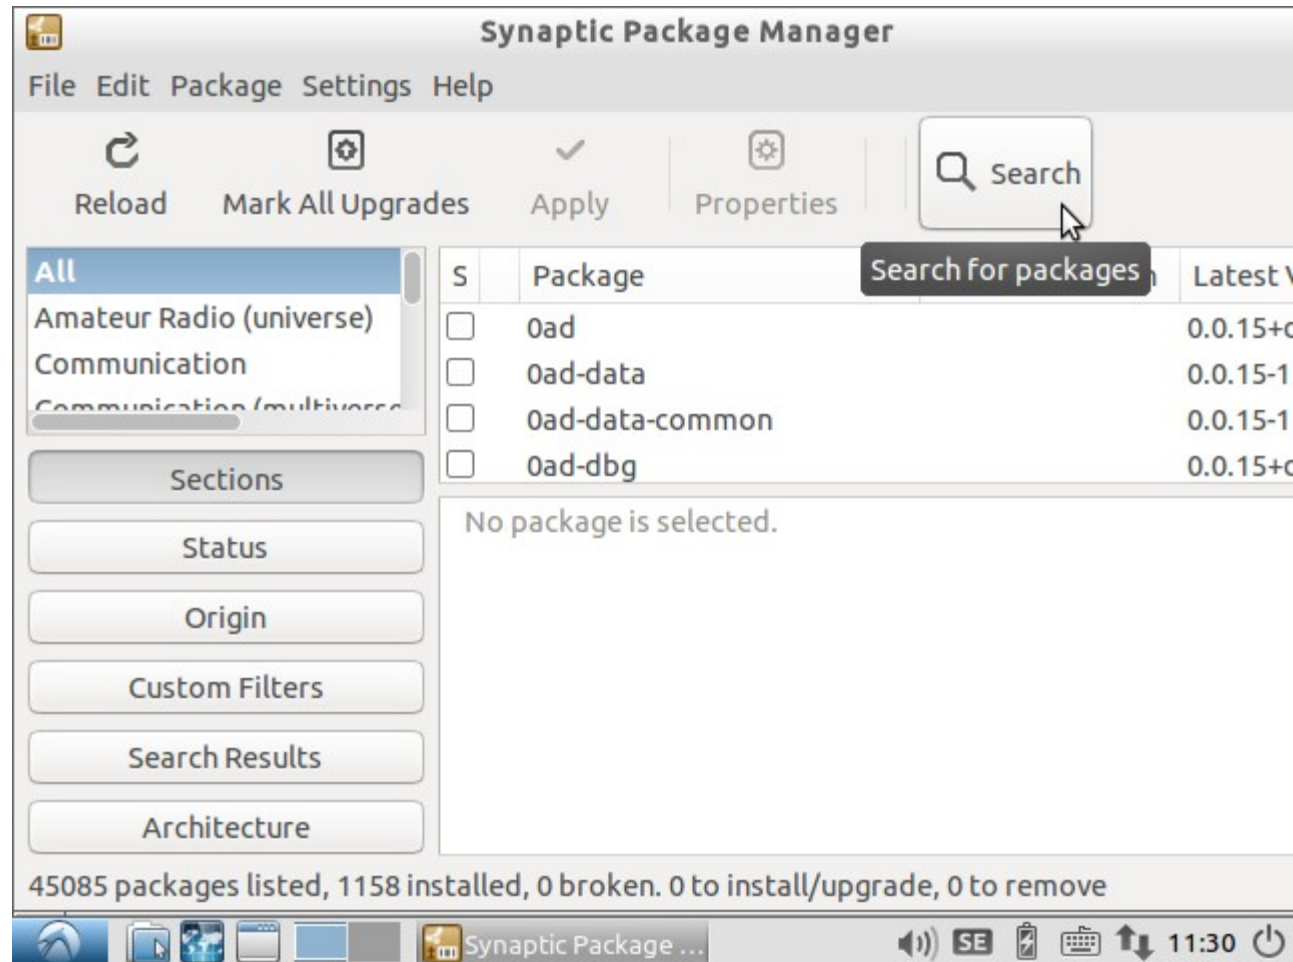 Synaptic Package Manager
File Edit Package Settings Help
Reload Mark All Upgrades Apply Properties Search
Search for packages
All
Amateur Radio (universe)
Communication
Communication (multiverse
S Package Latest V
0ad 0.0.15+d
0ad-data 0.0.15-1
0ad-data-common 0.0.15-1
0ad-dbg 0.0.15+d
Sections
Status
Origin
Custom Filters
Search Results
Architecture
No package is selected.
45085 packages listed, 1158 installed, 0 broken. 0 to install/upgrade, 0 to remove
Synaptic Package ... SE 11:30